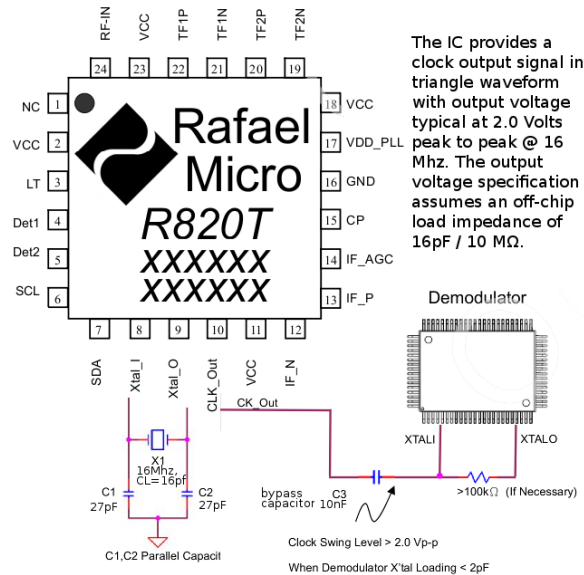 RF-IN
VCC
TF1P
TF1N
TF2P
TF2N
24
23
22
21
20
19
The IC provides a
clock output signal in
triangle waveform
with output voltage
typical at 2.0 Volts
peak to peak @ 16
Mhz. The output
voltage specification
assumes an off-chip
load impedance of
16pF / 10 MΩ.
NC 1
VCC 2
LT 3
Det1 4
Det2 5
SCL 6
Rafael
Micro
R820T
XXXXXX
XXXXXX
18 VCC
17 VDD_PLL
16 GND
15 CP
14 IF_AGC
13 IF_P
7
8
9
10
11
12
SDA
Xtal_I
Xtal_O
CLK_Out
VCC
IF_N
Demodulator
CK_Out
XTALI
XTALO
X1
16Mhz,
CL=16pf
C1
27pF
C2
27pF
bypass C3
capacitor 10nF
>100kΩ (If Necessary)
C1,C2 Parallel Capacit
Clock Swing Level > 2.0 Vp-p
When Demodulator X'tal Loading < 2pF